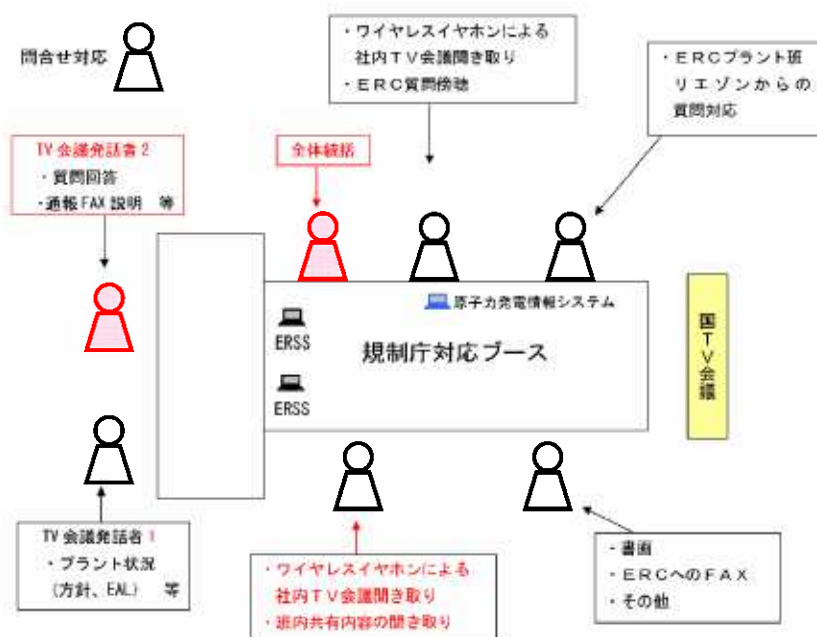 問合せ対応
・ワイヤレスイヤホンによる
社内TV会議聞き取り
・ERC質問傍聴
・ERCプラント班
リエゾンからの
質問対応
TV会議発話者2
・質問回答
・通報FAX説明 等
全体統括
原子力発電情報システム
ERSS
規制庁対応ブース
ERSS
国TV会議
TV会議発話者1
・プラント状況
(方針、EAL) 等
・ワイヤレスイヤホンによる
社内TV会議聞き取り
・班内共有内容の聞き取り
・書画
・ERCへのFAX
・その他